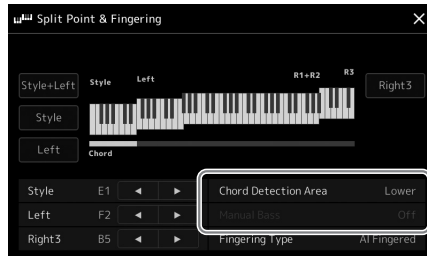 Split Point & Fingering
Style+Left Style Left R1+R2 R3 Right3
Style
Left Chord
Style E1 Chord Detection Area Lower
Left F2 Manual Bass Off
Right3 B5 Fingering Type AI Fingered